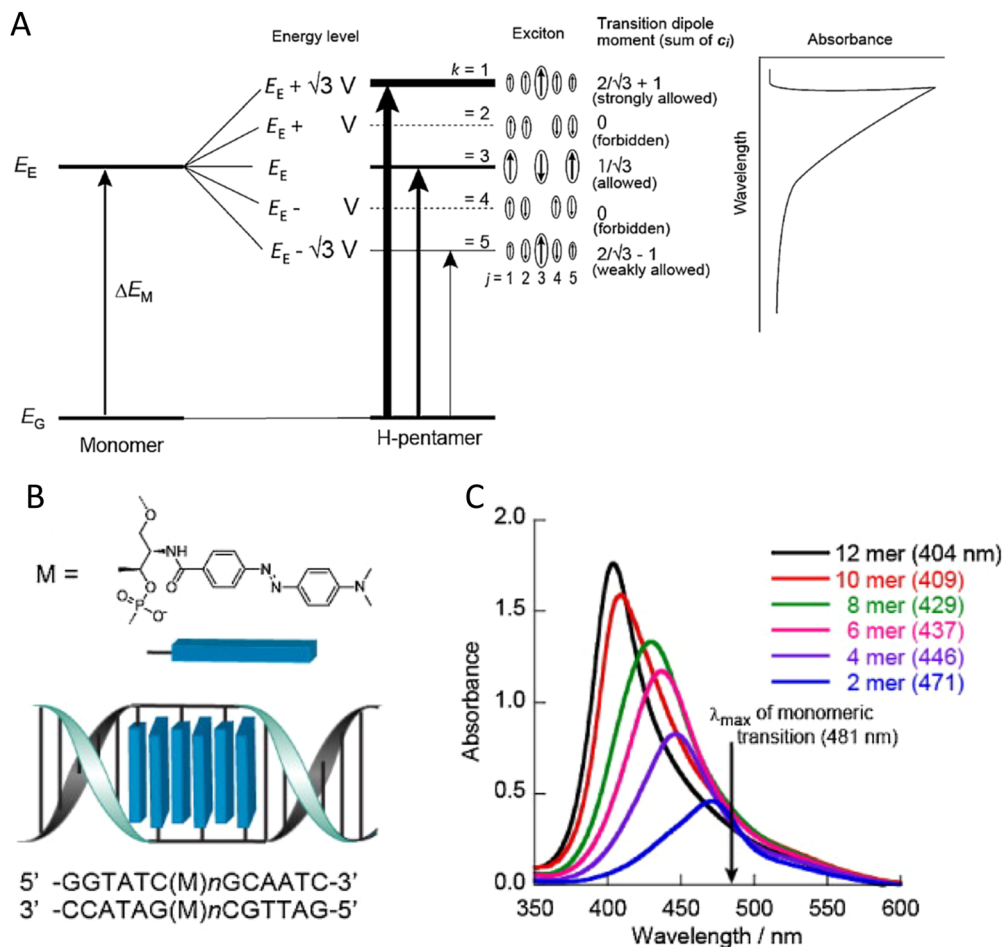 A
Energy level
Exciton
Transition dipole
moment (sum of ci)
Absorbance
EE + √3 V
k = 1
2/√3 + 1
(strongly allowed)
EE + V
= 2
0
(forbidden)
EE
EE
= 3
1/√3
(allowed)
EE - V
= 4
0
(forbidden)
EE - √3 V
= 5
2/√3 - 1
(weakly allowed)
j = 1 2 3 4 5
Wavelength
ΔEM
EG
Monomer
H-pentamer
B
M =
O
NH
O
O
O
P
O-
N
N
N
5' -GGTATC(M)nGCAATC-3'
3' -CCATAG(M)nCGTTAG-5'
C
2.0
1.5
1.0
0.5
0.0
Absorbance
12 mer (404 nm)
10 mer (409)
8 mer (429)
6 mer (437)
4 mer (446)
2 mer (471)
λmax of monomeric
transition (481 nm)
350 400 450 500 550 600
Wavelength / nm